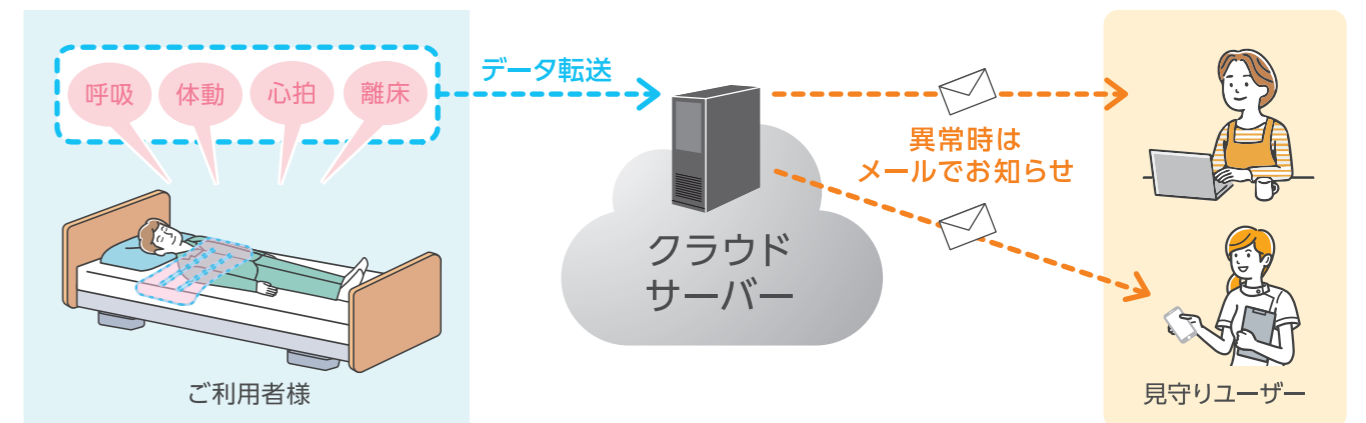 呼吸
体動
心拍
離床
データ転送
異常時は
メールでお知らせ
クラウド
サーバー
ご利用者様
見守りユーザー